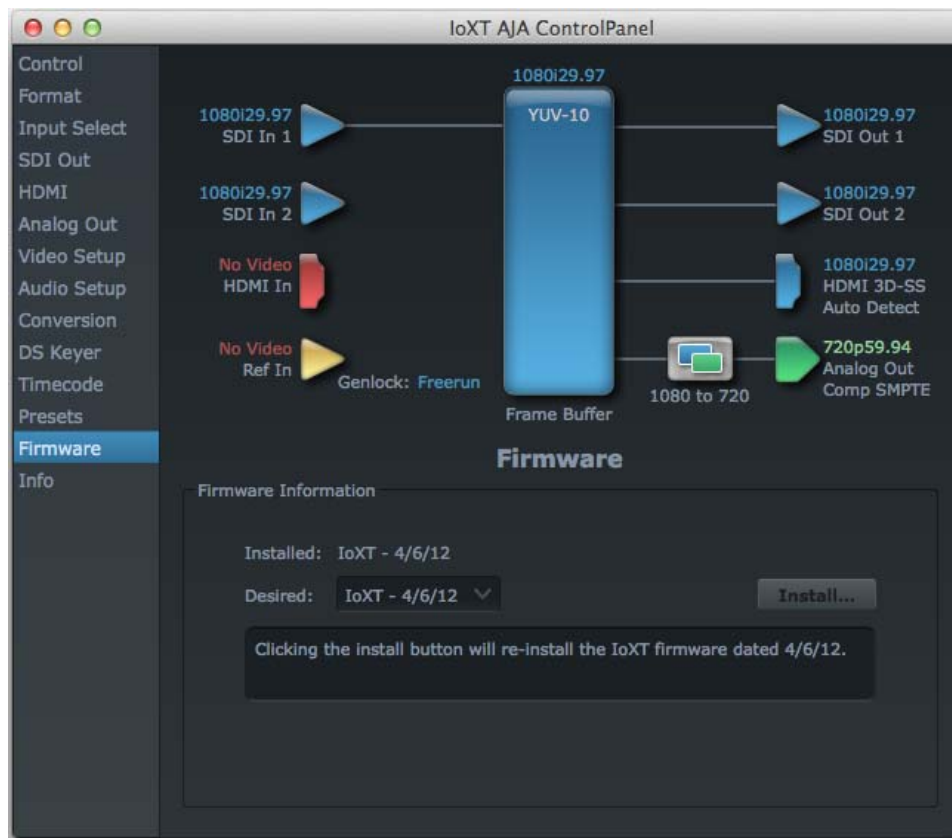 IoXT AJA ControlPanel
Control
Format
Input Select
SDI Out
HDMI
Analog Out
Video Setup
Audio Setup
Conversion
DS Keyer
Timecode
Presets
Firmware
Info
1080i29.97
YUV-10
Frame Buffer
1080i29.97
SDI In 1
1080i29.97
SDI In 2
No Video
HDMI In
No Video
Ref In
Genlock: Freerun
1080i29.97
SDI Out 1
1080i29.97
SDI Out 2
1080i29.97
HDMI 3D-SS
Auto Detect
1080 to 720
720p59.94
Analog Out
Comp SMPTE
Firmware
Firmware Information
Installed: IoXT - 4/6/12
Desired: IoXT - 4/6/12
Install...
Clicking the install button will re-install the IoXT firmware dated 4/6/12.